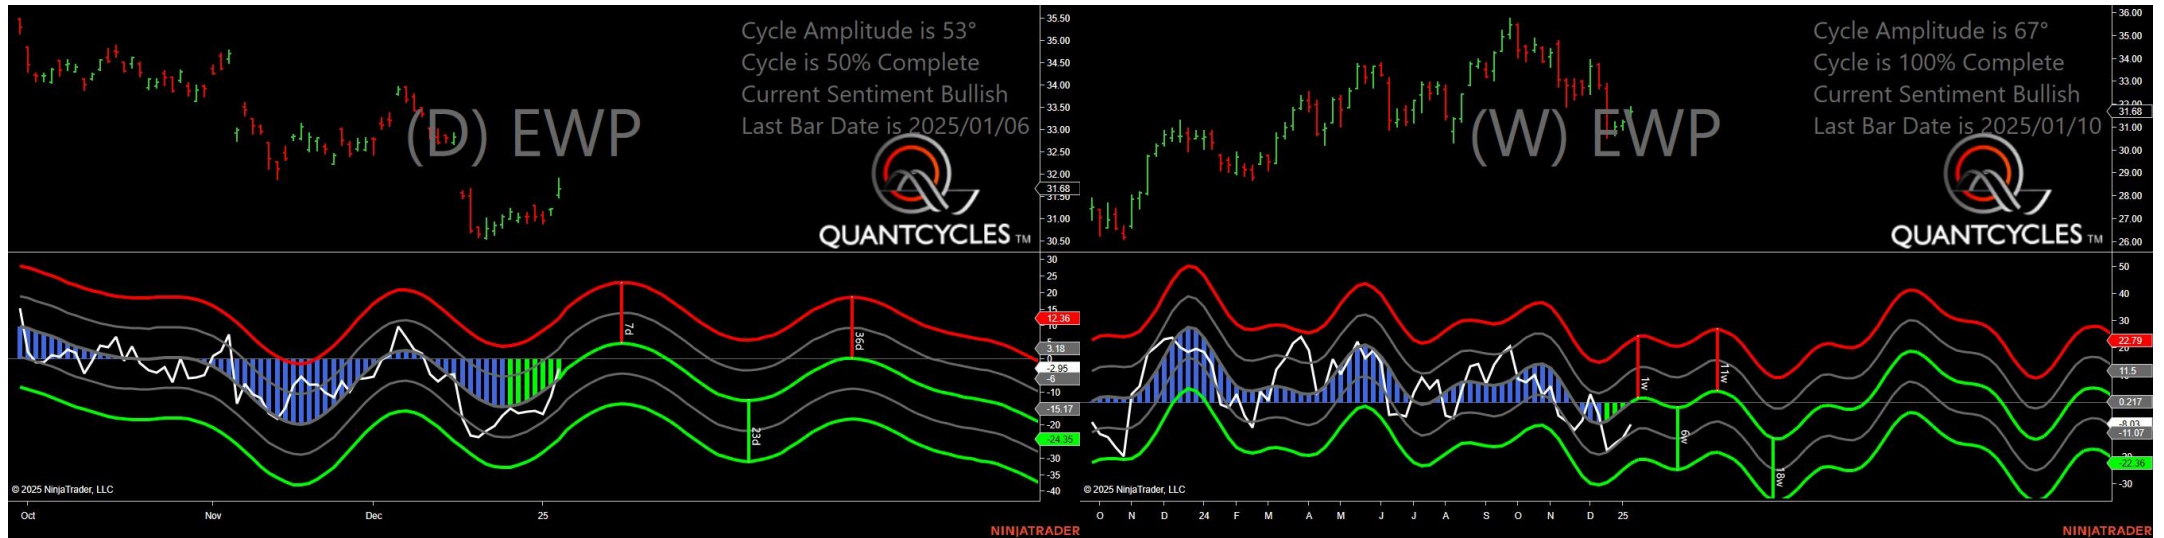 Cycle Amplitude is 53°
Cycle is 50% Complete
Current Sentiment Bullish
Last Bar Date is 2025/01/06
(D) EWP
QUANTCYCLES TM
35.50
35.00
34.50
34.00
33.50
33.00
32.50
32.00
31.68
31.50
31.00
30.50
30
25
20
15
12.36
10
5
3.18
0
-2.95
-6
-10
-15.17
-20
-24.35
-30
-35
-40
7d
23d
36d
© 2025 NinjaTrader, LLC
Oct
Nov
Dec
25
NINJATRADER
Cycle Amplitude is 67°
Cycle is 100% Complete
Current Sentiment Bullish
Last Bar Date is 2025/01/10
(W) EWP
QUANTCYCLES TM
36.00
35.00
34.00
33.00
32.00
31.68
31.00
30.00
29.00
28.00
27.00
26.00
50
40
30
22.79
20
11.5
0.217
-8.03
-11.07
-22.36
-30
1w
6w
11w
18w
© 2025 NinjaTrader, LLC
O N D 24 F M A M J J A S O N D 25
NINJATRADER